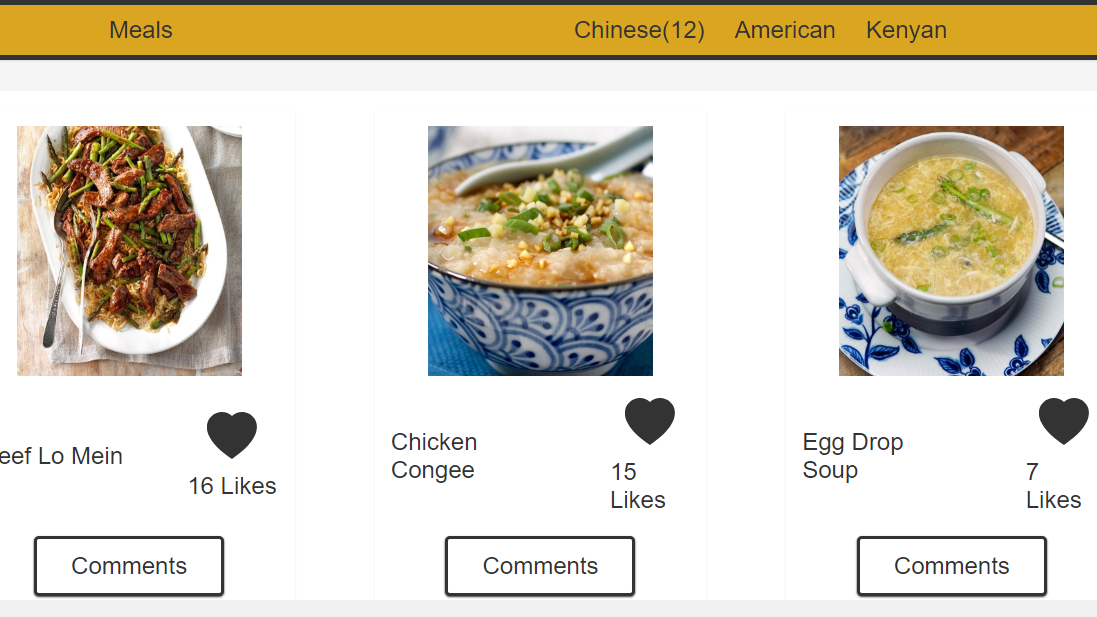 Meals Chinese(12) American Kenyan
eef Lo Mein
16 Likes
Comments
Chicken
Congee
15
Likes
Comments
Egg Drop
Soup
7
Likes
Comments